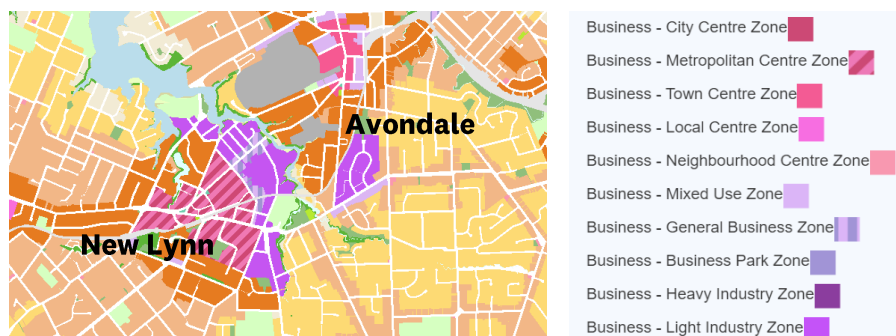 Avondale
New Lynn
Business - City Centre Zone
Business - Metropolitan Centre Zone
Business - Town Centre Zone
Business - Local Centre Zone
Business - Neighbourhood Centre Zone
Business - Mixed Use Zone
Business - General Business Zone
Business - Business Park Zone
Business - Heavy Industry Zone
Business - Light Industry Zone